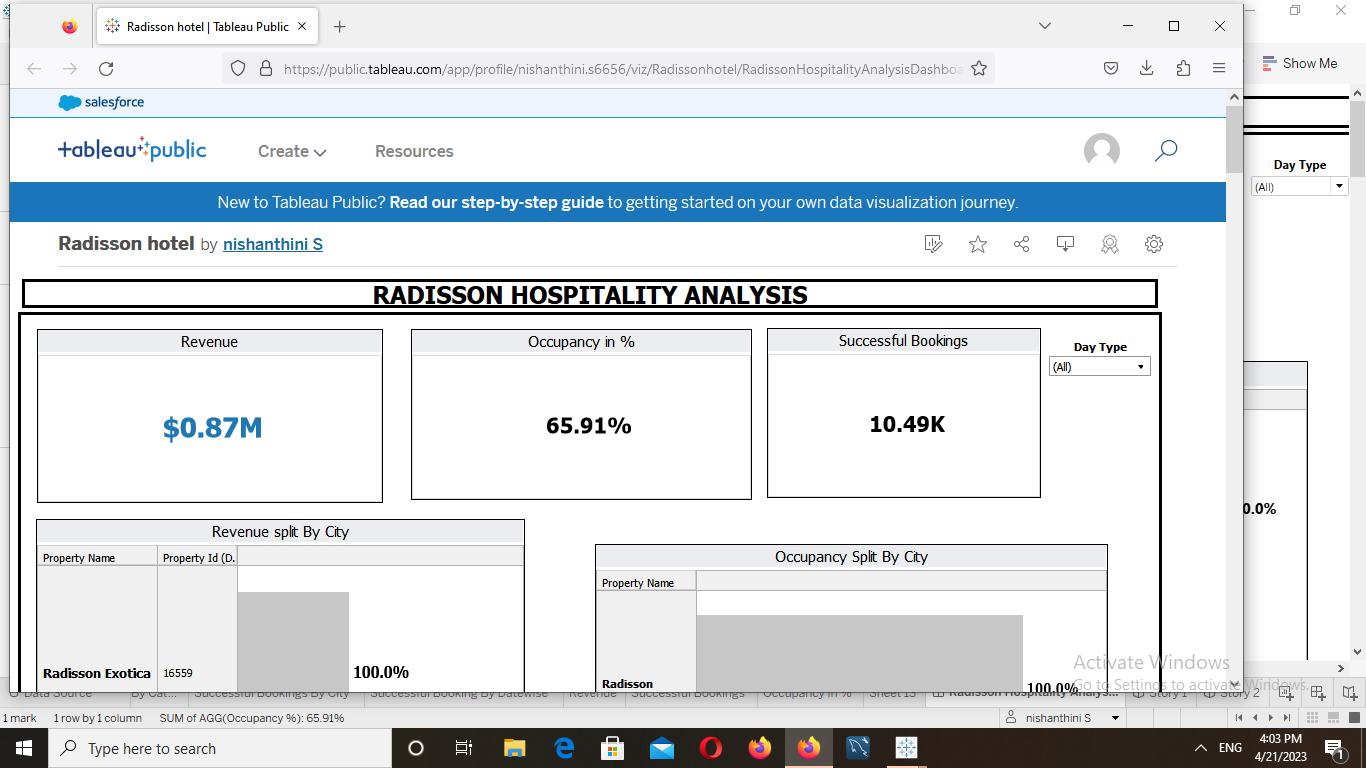 Radisson hotel | Tableau Public
https://public.tableau.com/app/profile/nishanthini.s6656/viz/Radissonhotel/RadissonHospitalityAnalysisDashboa
Show Me
salesforce
tableau public
Create
Resources
Day Type
(All)
New to Tableau Public? Read our step-by-step guide to getting started on your own data visualization journey.
Radisson hotel by nishanthini S
RADISSON HOSPITALITY ANALYSIS
Revenue
Occupancy in %
Successful Bookings
Day Type
(All)
$0.87M
65.91%
10.49K
0.0%
Revenue split By City
Occupancy Split By City
Property Name
Property Id (D.
Property Name
Radisson Exotica
16559
100.0%
Radisson
100.0%
Activate Windows
Go to Settings to activate Windows.
Data Source
By Cat...
Successful Bookings By City
Successful Booking By Datewise
Revenue
Successful Bookings
Occupancy in %
Sheet 13
Radisson Hospitality Analys...
Story 1
Story 2
1 mark
1 row by 1 column
SUM of AGG(Occupancy %): 65.91%
nishanthini S
Type here to search
ENG
4:03 PM
4/21/2023
1